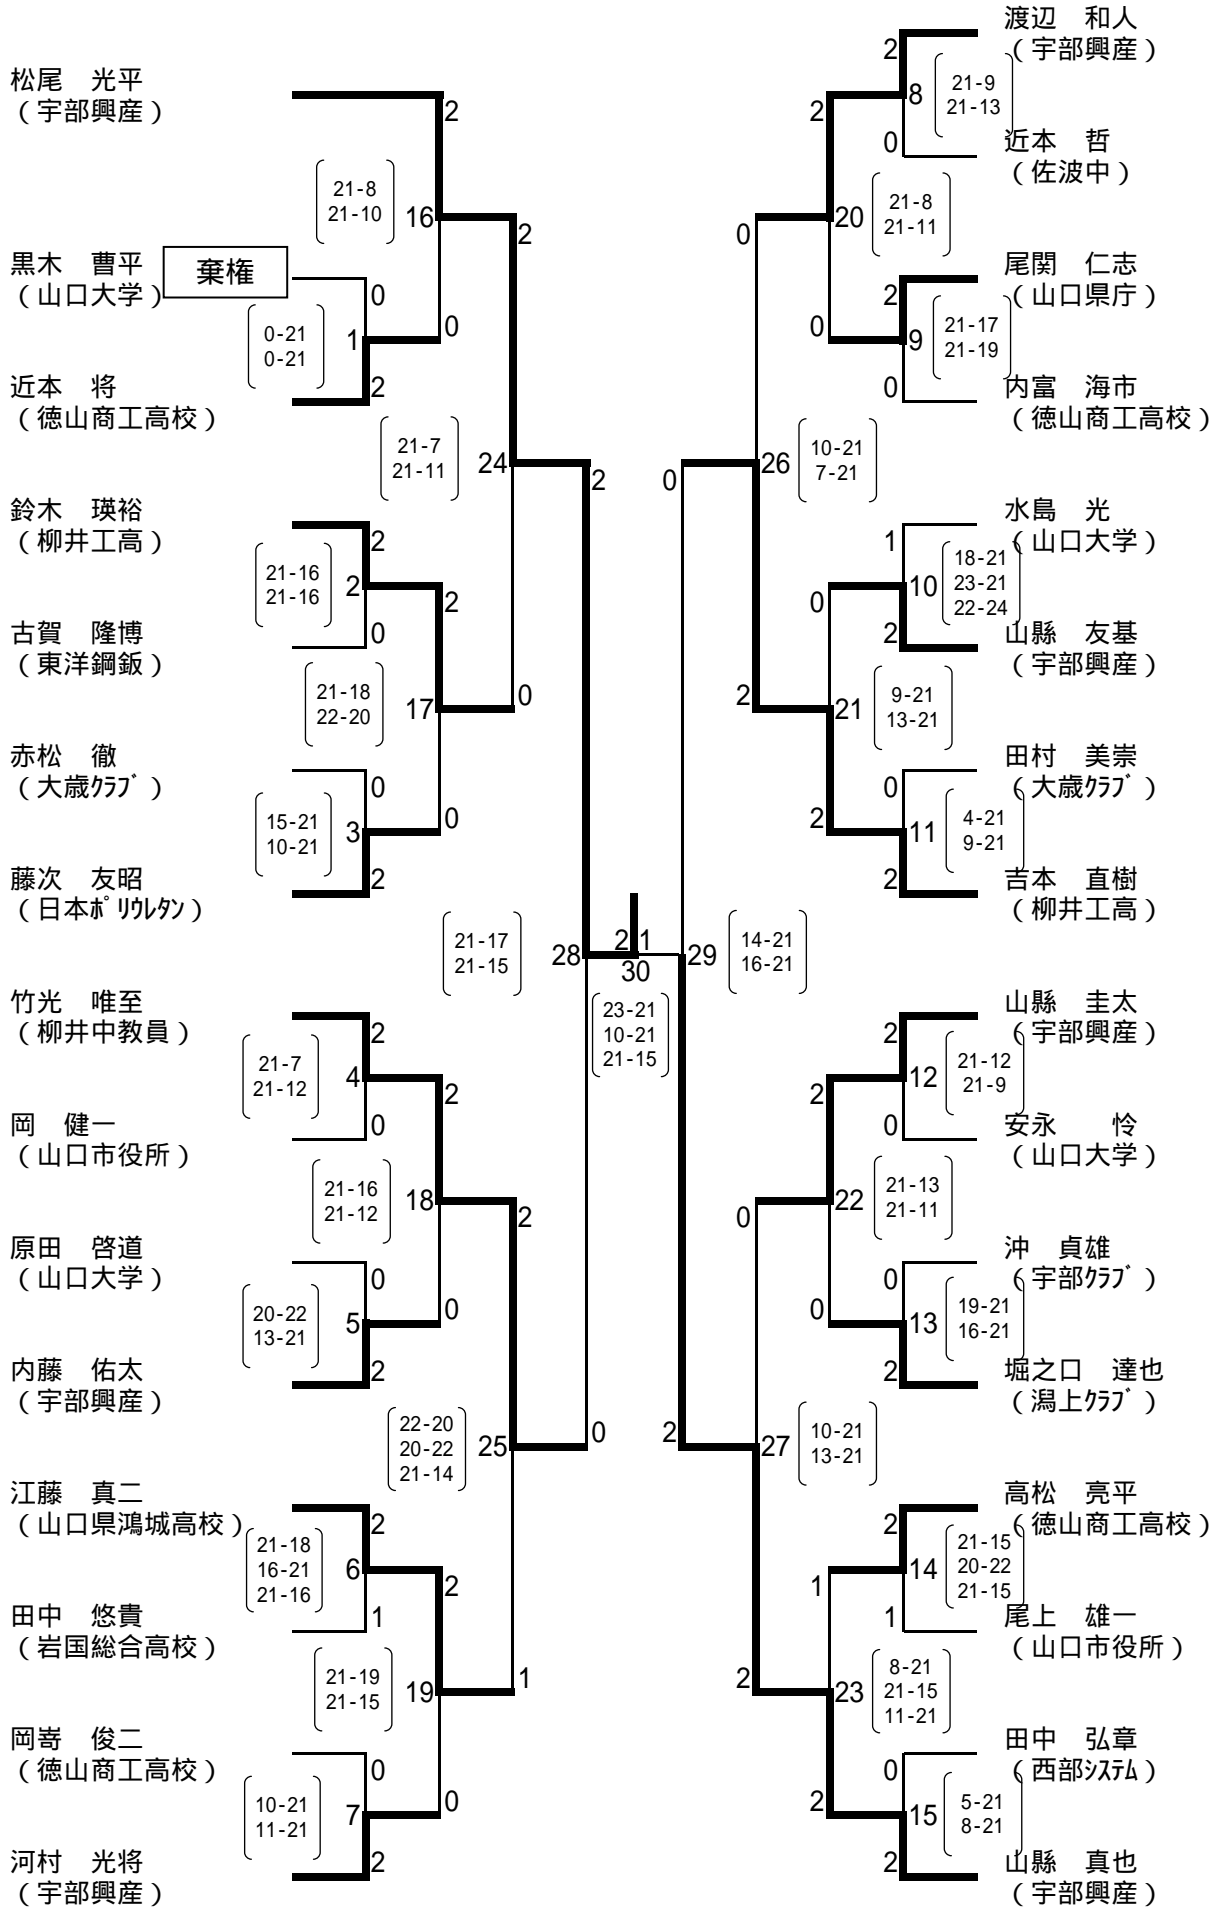 松尾　光平
（宇部興産）
2
21-8
21-10
16
2
黒木　曹平
（山口大学）
棄権
0
0-21
0-21
1
0
近本　将
（徳山商工高校）
2
21-7
21-11
24
2
鈴木　瑛裕
（柳井工高）
2
21-16
21-16
2
2
古賀　隆博
（東洋鋼鈑）
0
21-18
22-20
17
0
赤松　徹
（大歳ｸﾗﾌﾞ）
0
15-21
10-21
3
0
藤次　友昭
（日本ﾎﾟﾘｳﾚﾀﾝ）
2
21-17
21-15
28
2 1
30
23-21
10-21
21-15
竹光　唯至
（柳井中教員）
2
21-7
21-12
4
2
岡　健一
（山口市役所）
0
21-16
21-12
18
2
原田　啓道
（山口大学）
0
20-22
13-21
5
0
内藤　佑太
（宇部興産）
2
22-20
20-22
21-14
25
0
江藤　真二
（山口県鴻城高校）
2
21-18
16-21
21-16
6
2
田中　悠貴
（岩国総合高校）
1
21-19
21-15
19
1
岡嵜　俊二
（徳山商工高校）
0
10-21
11-21
7
0
河村　光将
（宇部興産）
2
渡辺　和人
（宇部興産）
2
8
21-9
21-13
2
0
近本　哲
（佐波中）
20
21-8
21-11
0
尾関　仁志
（山口県庁）
2
9
21-17
21-19
0
0
内富　海市
（徳山商工高校）
26
10-21
7-21
0
水島　光
（山口大学）
1
10
18-21
23-21
22-24
0
2
山縣　友基
（宇部興産）
21
9-21
13-21
2
田村　美崇
（大歳ｸﾗﾌﾞ）
0
11
4-21
9-21
2
2
吉本　直樹
（柳井工高）
29
14-21
16-21
山縣　圭太
（宇部興産）
2
12
21-12
21-9
2
0
安永　　怜
（山口大学）
22
21-13
21-11
0
沖　貞雄
（宇部ｸﾗﾌﾞ）
0
13
19-21
16-21
0
2
堀之口　達也
（潟上ｸﾗﾌﾞ）
27
10-21
13-21
2
高松　亮平
（徳山商工高校）
2
14
21-15
20-22
21-15
1
1
尾上　雄一
（山口市役所）
23
8-21
21-15
11-21
2
田中　弘章
（西部ｼｽﾃﾑ）
0
15
5-21
8-21
2
2
山縣　真也
（宇部興産）